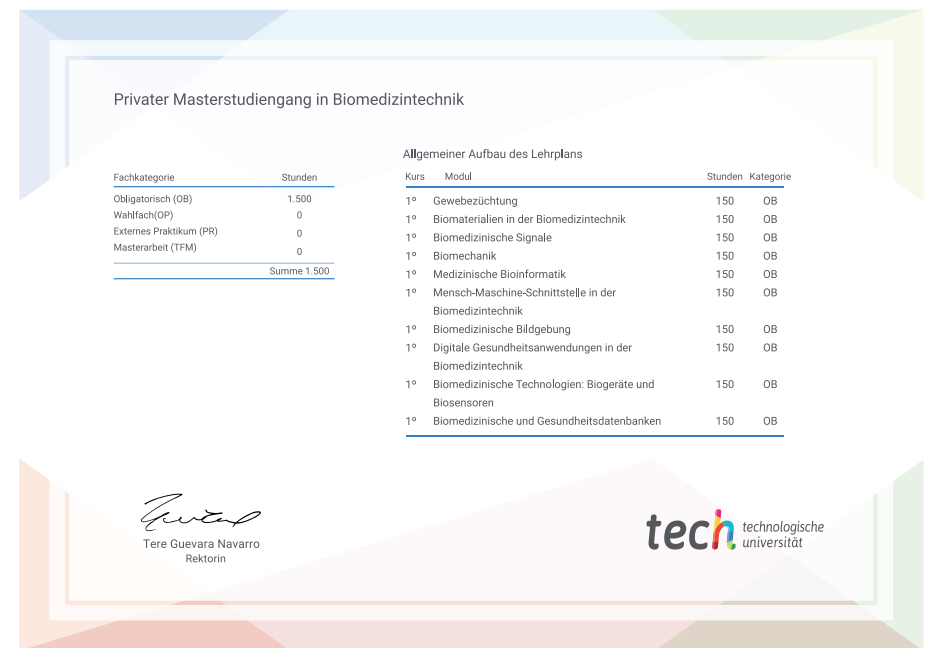 Privater Masterstudiengang in Biomedizintechnik
Fachkategorie Stunden
Obligatorisch (OB) 1.500
Wahlfach(OP) 0
Externes Praktikum (PR) 0
Masterarbeit (TFM) 0
Summe 1.500
Allgemeiner Aufbau des Lehrplans
Kurs Modul Stunden Kategorie
1º Gewebezüchtung 150 OB
1º Biomaterialien in der Biomedizintechnik 150 OB
1º Biomedizinische Signale 150 OB
1º Biomechanik 150 OB
1º Medizinische Bioinformatik 150 OB
1º Mensch-Maschine-Schnittstelle in der 150 OB
Biomedizintechnik
1º Biomedizinische Bildgebung 150 OB
1º Digitale Gesundheitsanwendungen in der 150 OB
Biomedizintechnik
1º Biomedizinische Technologien: Biogeräte und 150 OB
Biosensoren
1º Biomedizinische und Gesundheitsdatenbanken 150 OB
Tere Guevara Navarro
Rektorin
tech technologische
universität